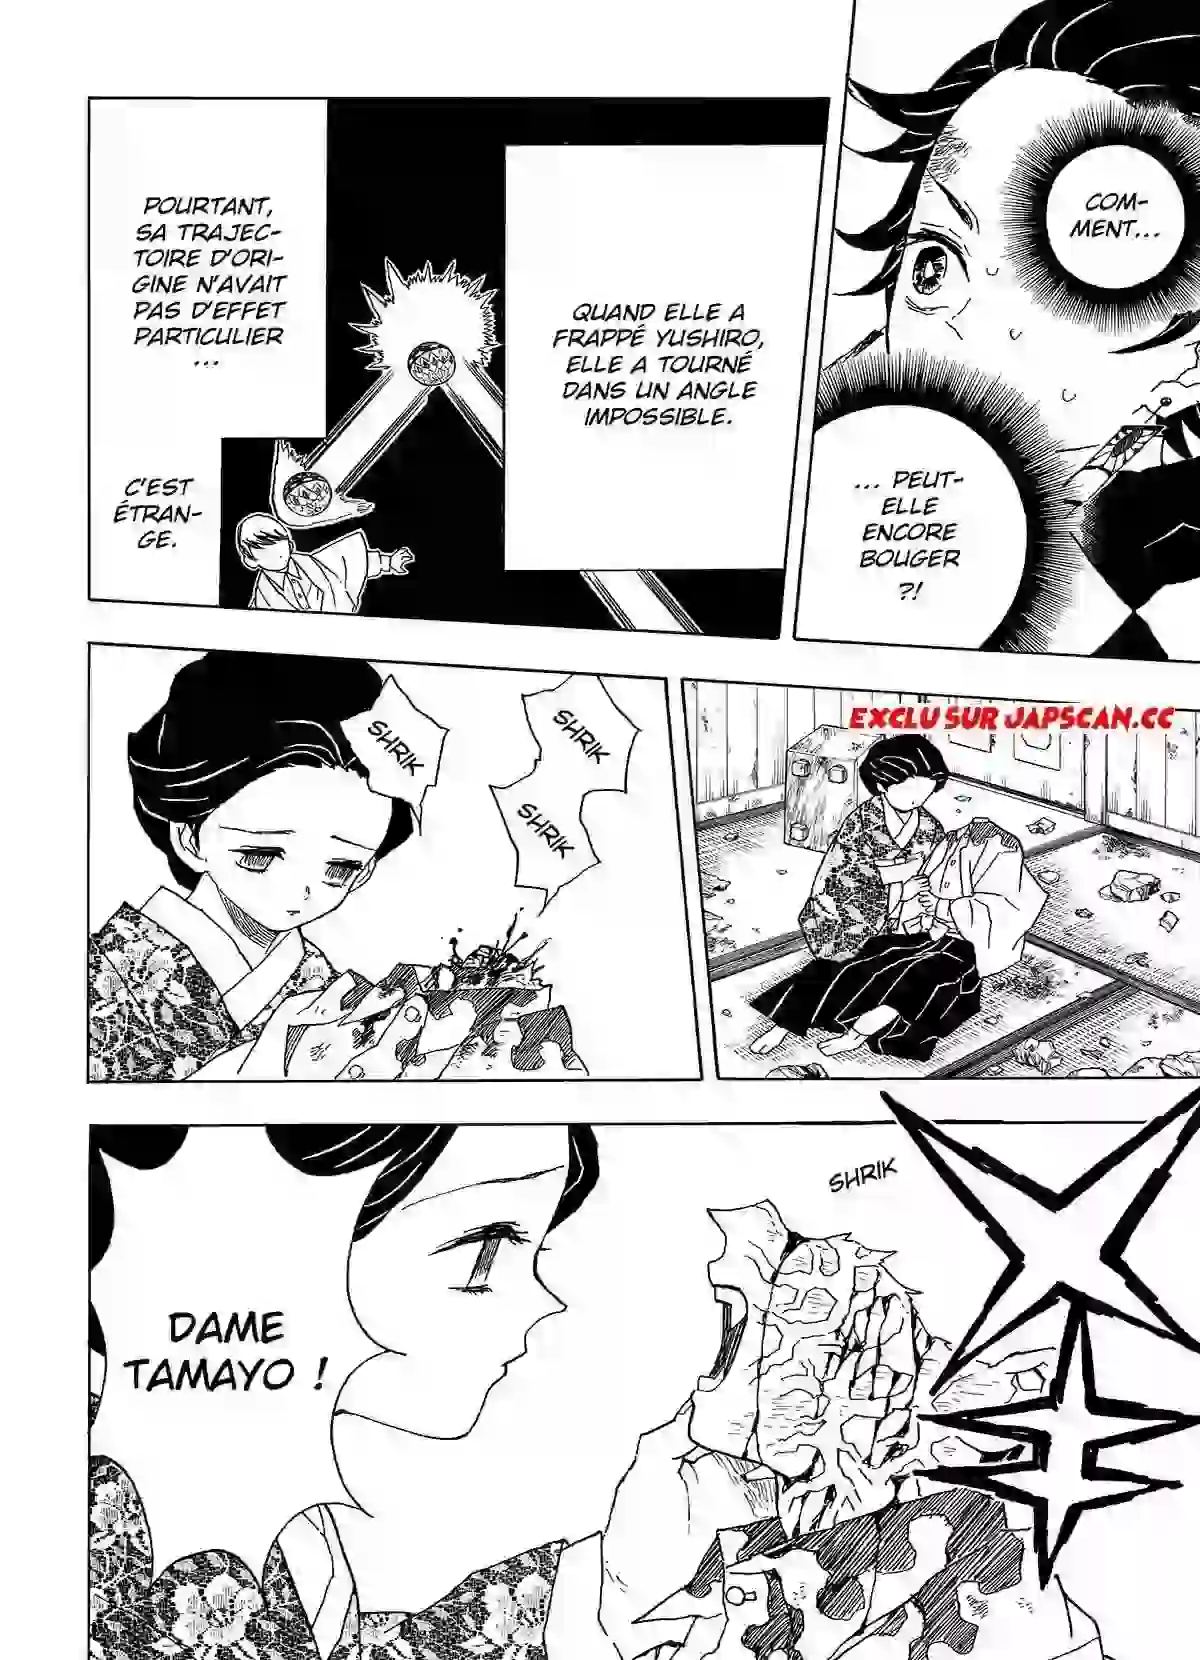 COM-
MENT...
... PEUT-
ELLE
ENCORE
BOUGER
?!
QUAND ELLE A
FRAPPÉ YUSHIRO,
ELLE A TOURNÉ
DANS UN ANGLE
IMPOSSIBLE.
POURTANT,
SA TRAJEC-
TOIRE D'ORI-
GINE N'AVAIT
PAS D'EFFET
PARTICULIER
...
C'EST
ÉTRAN-
GE.
EXCLU SUR JAPSCAN.CC
SHRIK
SHRIK
SHRIK
SHRIK
DAME
TAMAYO !